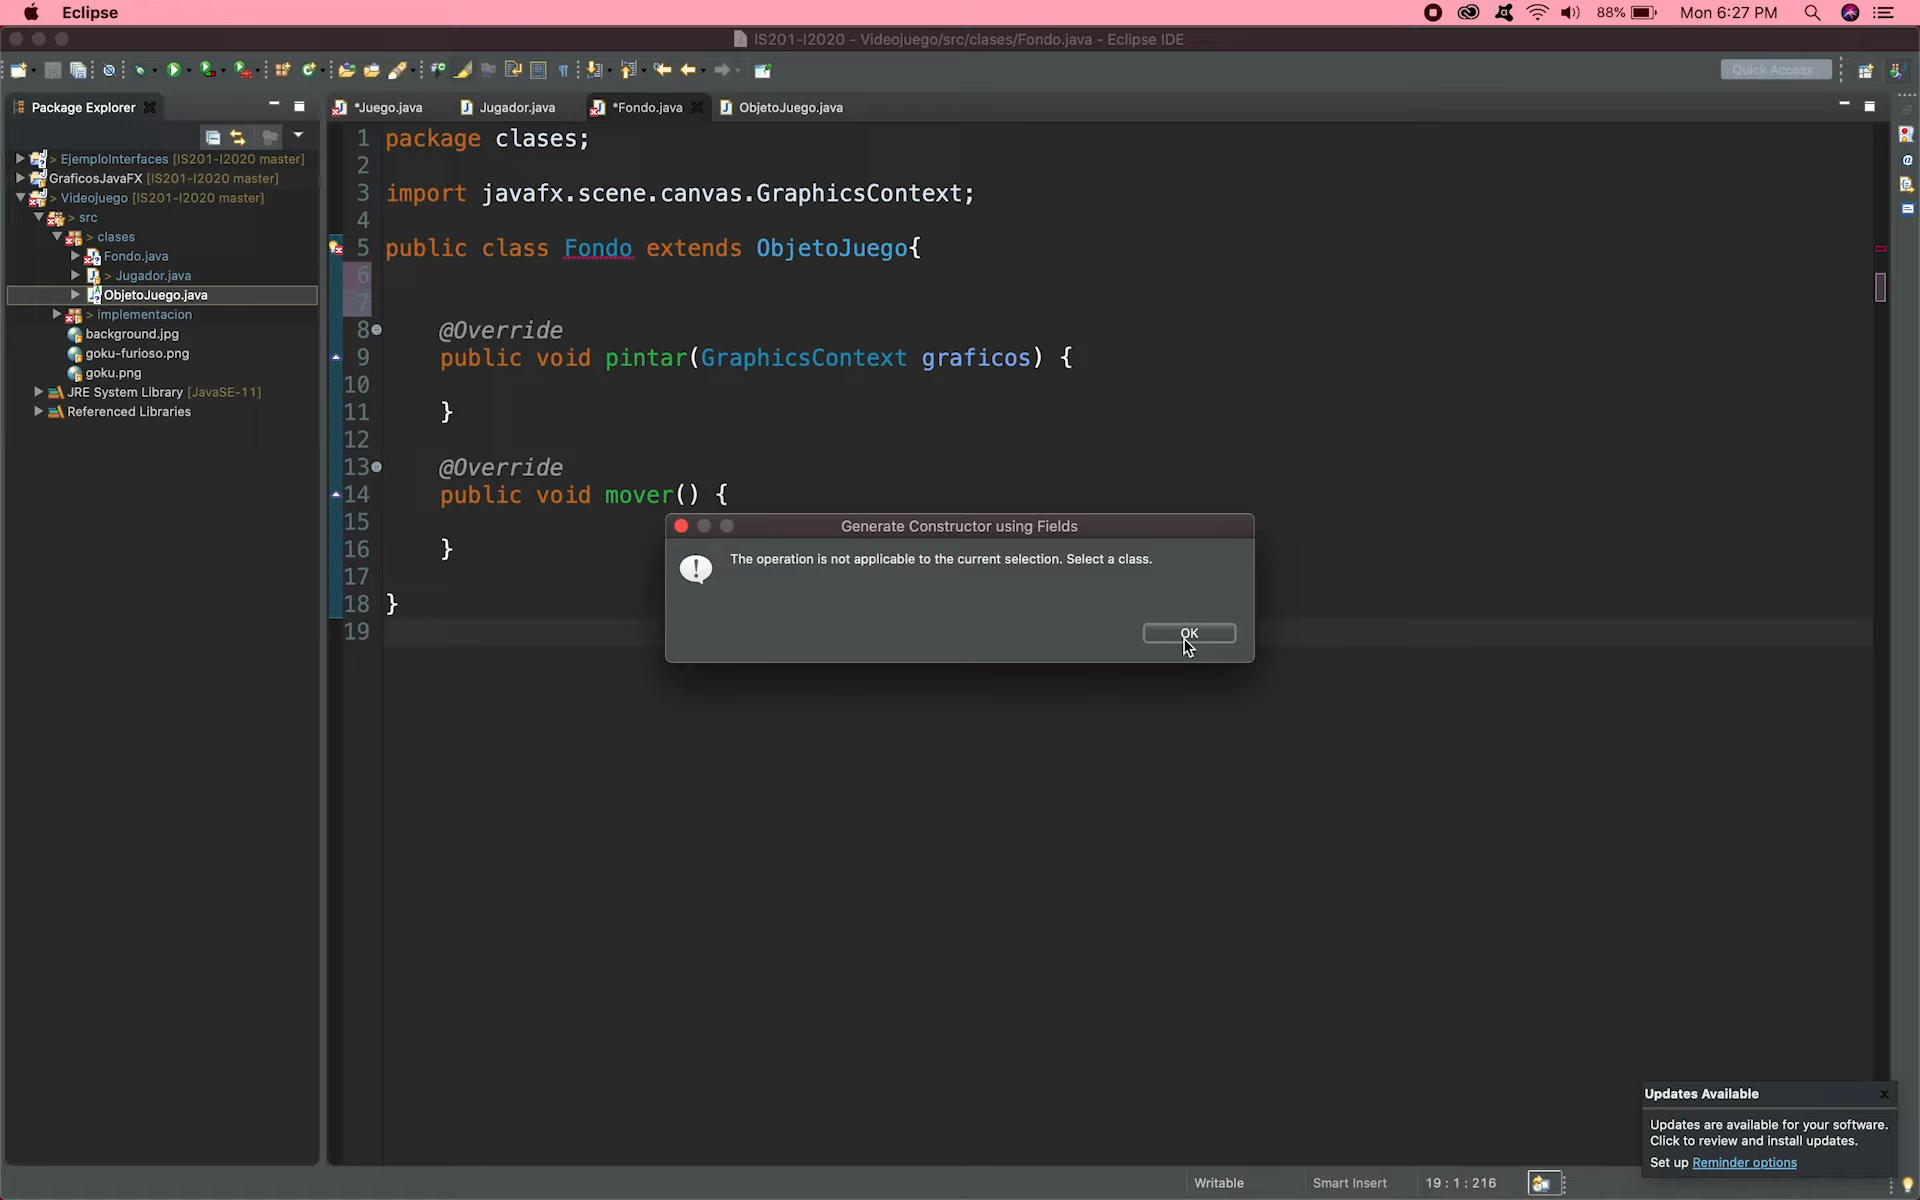 Eclipse
88%
Mon 6:27 PM
IS201-I2020 - Videojuego/src/clases/Fondo.java - Eclipse IDE
Quick Access
Package Explorer
*Juego.java
Jugador.java
*Fondo.java
ObjetoJuego.java
> EjemploInterfaces [IS201-I2020 master]
GraficosJavaFX [IS201-I2020 master]
> Videojuego [IS201-I2020 master]
> src
> clases
Fondo.java
> Jugador.java
ObjetoJuego.java
> implementacion
background.jpg
goku-furioso.png
goku.png
JRE System Library [JavaSE-11]
Referenced Libraries
1 package clases;
2
3 import javafx.scene.canvas.GraphicsContext;
4
5 public class Fondo extends ObjetoJuego{
6
7
8 @Override
9 public void pintar(GraphicsContext graficos) {
10
11 }
12
13 @Override
14 public void mover() {
15
16 }
17
18 }
19
Generate Constructor using Fields
The operation is not applicable to the current selection. Select a class.
OK
Updates Available
Updates are available for your software.
Click to review and install updates.
Set up Reminder options
Writable
Smart Insert
19 : 1 : 216